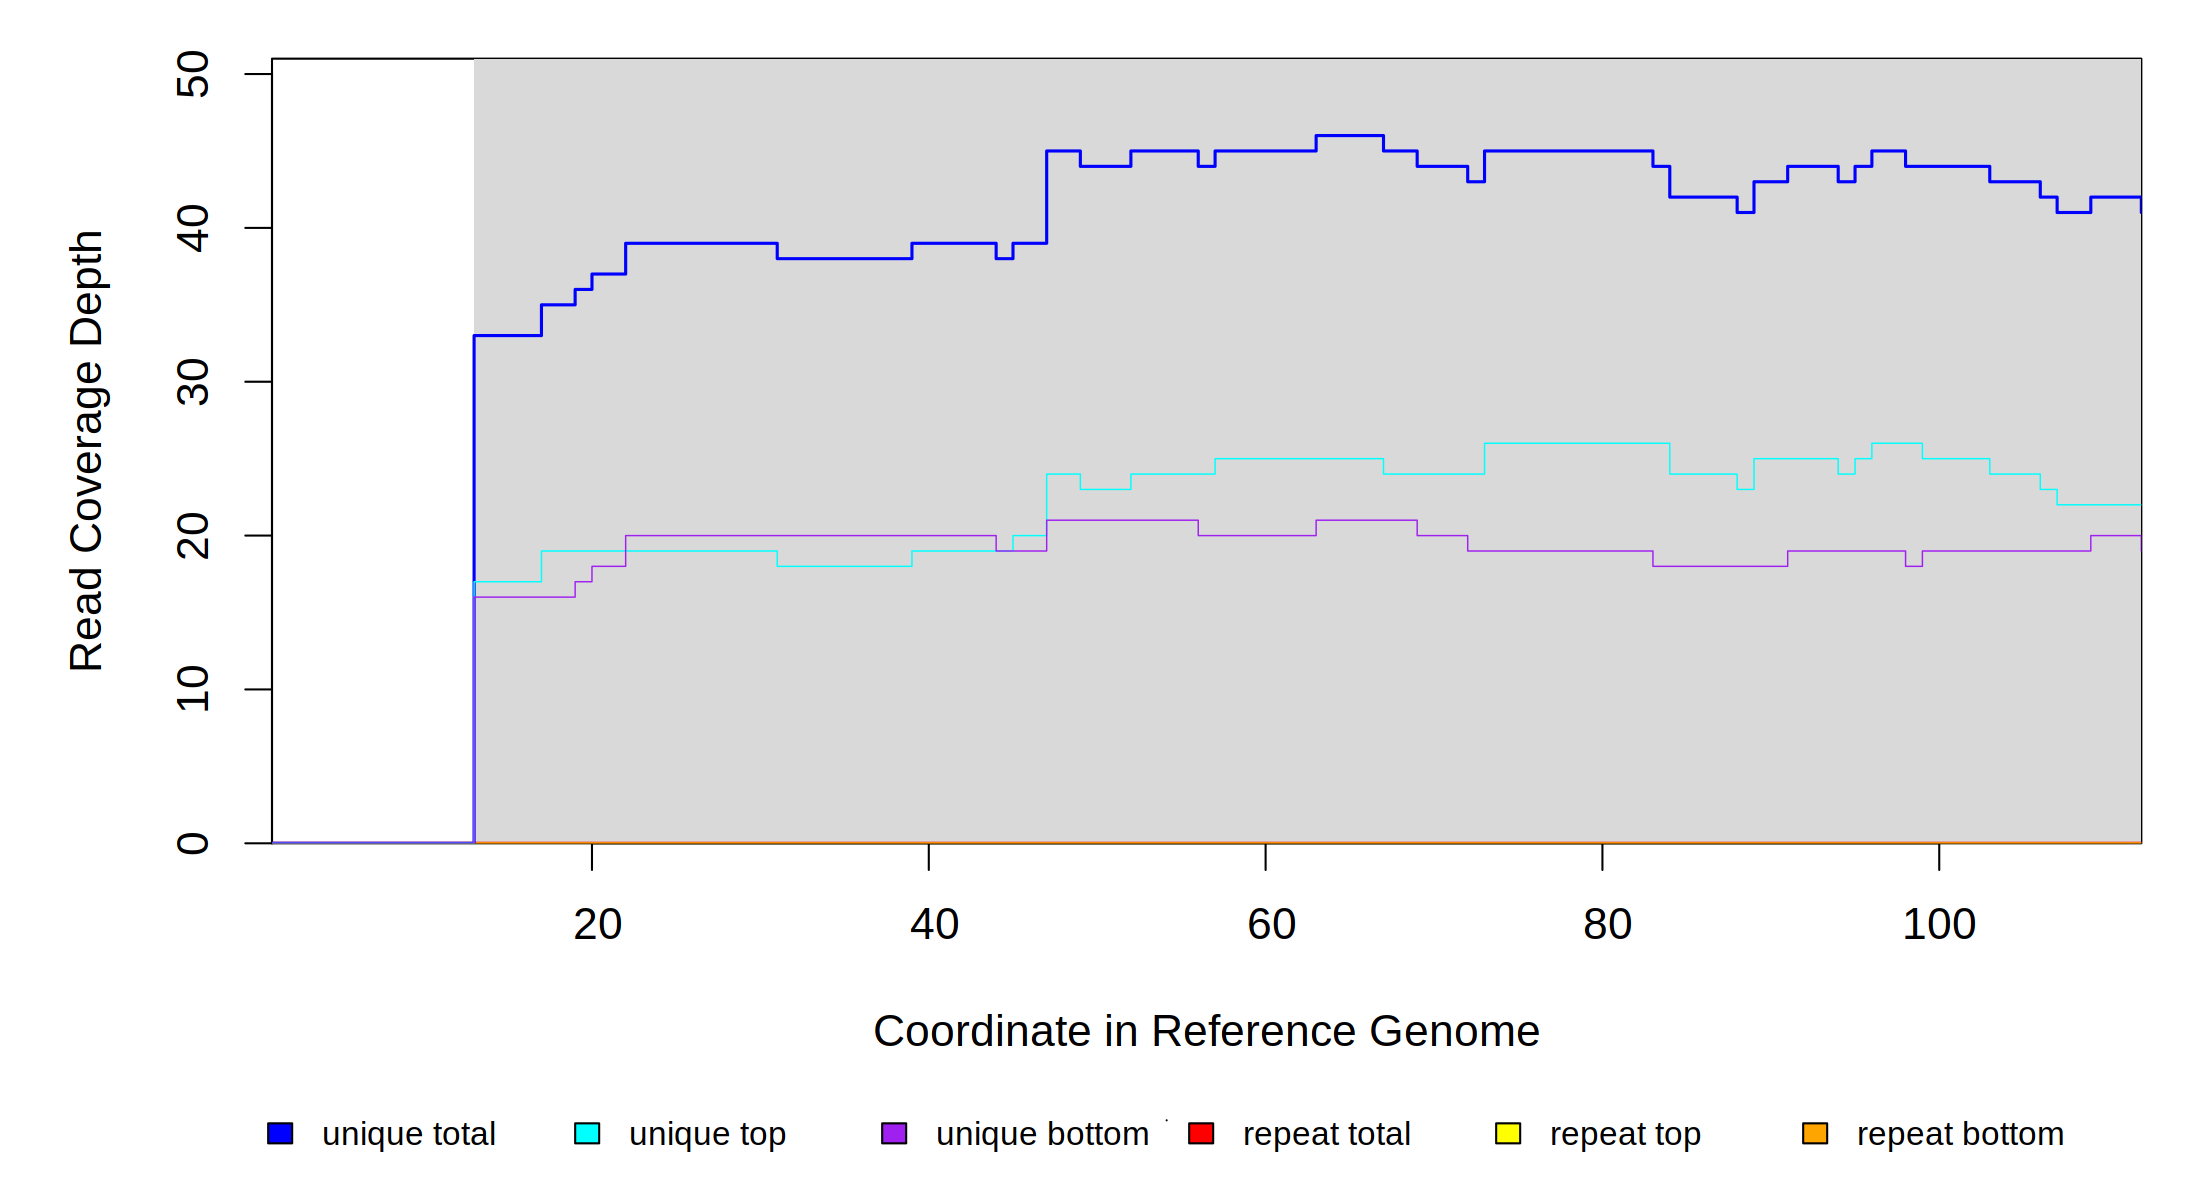 50
40
30
20
10
0
Read Coverage Depth
20 40 60 80 100
Coordinate in Reference Genome
unique total unique top unique bottom repeat total repeat top repeat bottom